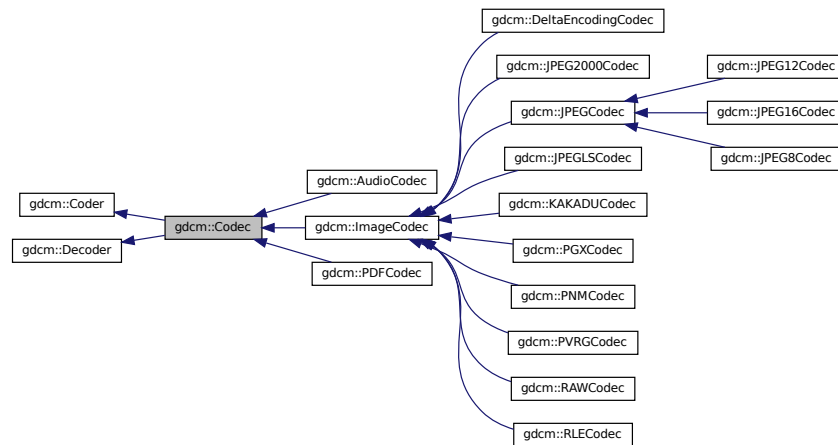 gdcm::DeltaEncodingCodec
gdcm::JPEG2000Codec
gdcm::JPEG12Codec
gdcm::JPEGCodec
gdcm::JPEG16Codec
gdcm::JPEGLSCodec
gdcm::JPEG8Codec
gdcm::AudioCodec
gdcm::Coder
gdcm::KAKADUCodec
gdcm::Codec
gdcm::ImageCodec
gdcm::Decoder
gdcm::PGXCodec
gdcm::PDFCodec
gdcm::PNMCodec
gdcm::PVRGCodec
gdcm::RAWCodec
gdcm::RLECodec